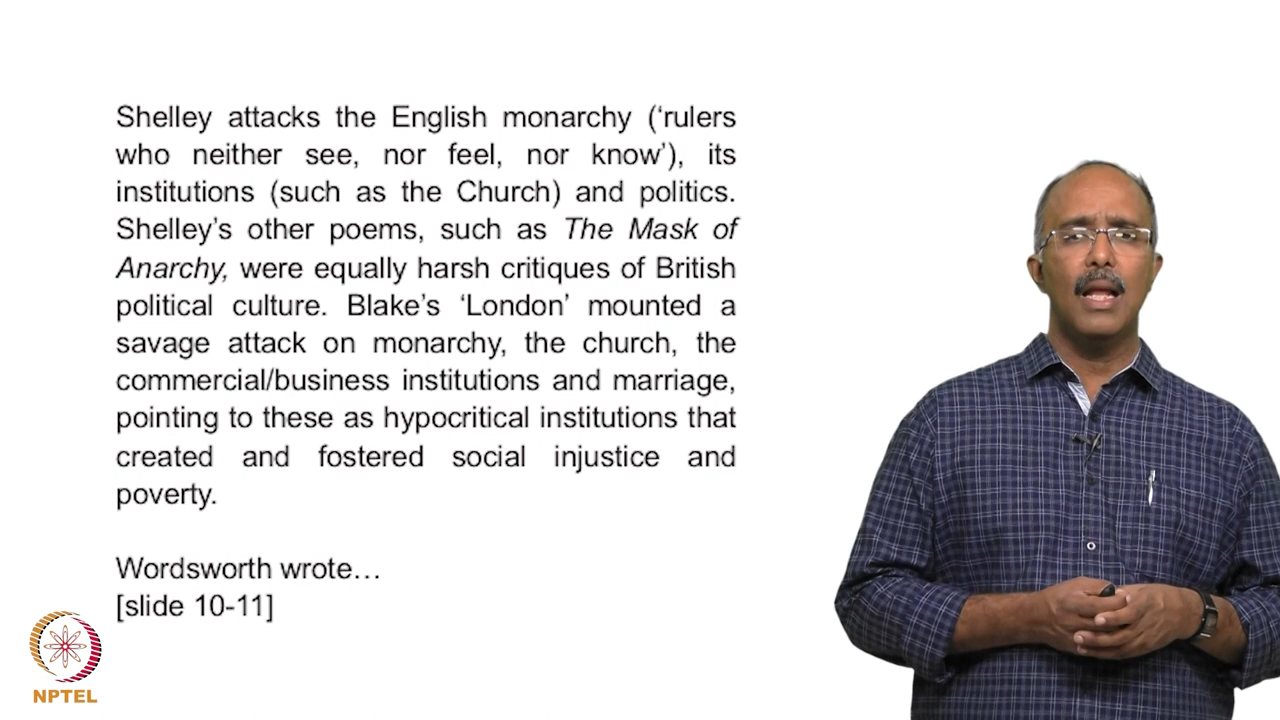 Shelley attacks the English monarchy (‘rulers
who neither see, nor feel, nor know’), its
institutions (such as the Church) and politics.
Shelley’s other poems, such as The Mask of
Anarchy, were equally harsh critiques of British
political culture. Blake’s ‘London’ mounted a
savage attack on monarchy, the church, the
commercial/business institutions and marriage,
pointing to these as hypocritical institutions that
created and fostered social injustice and
poverty.
Wordsworth wrote…
[slide 10-11]
NPTEL